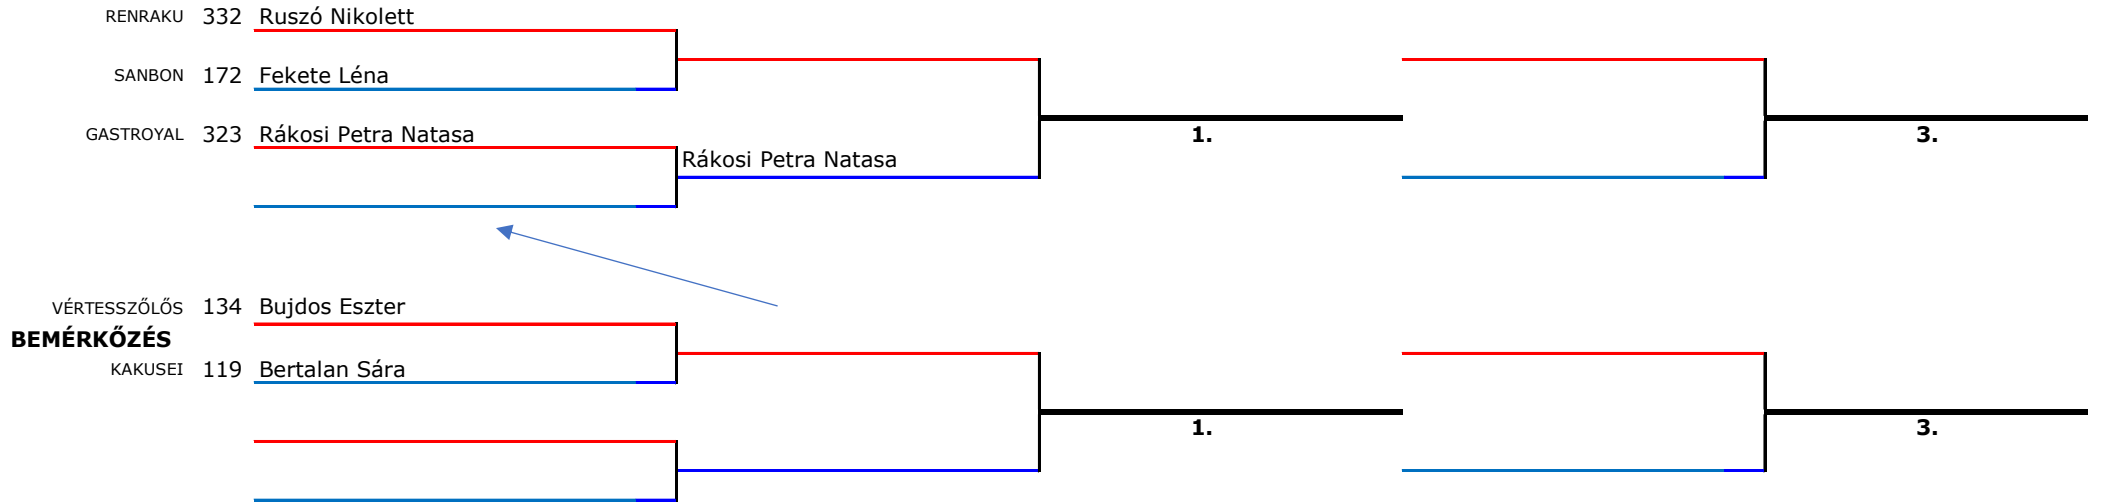 RENRAKU 332 Ruszó Nikolett
SANBON 172 Fekete Léna
GASTROYAL 323 Rákosi Petra Natasa
1.
3.
Rákosi Petra Natasa
VÉRTESSZŐLŐS 134 Bujdos Eszter
BEMÉRKŐZÉS
KAKUSEI 119 Bertalan Sára
1.
3.